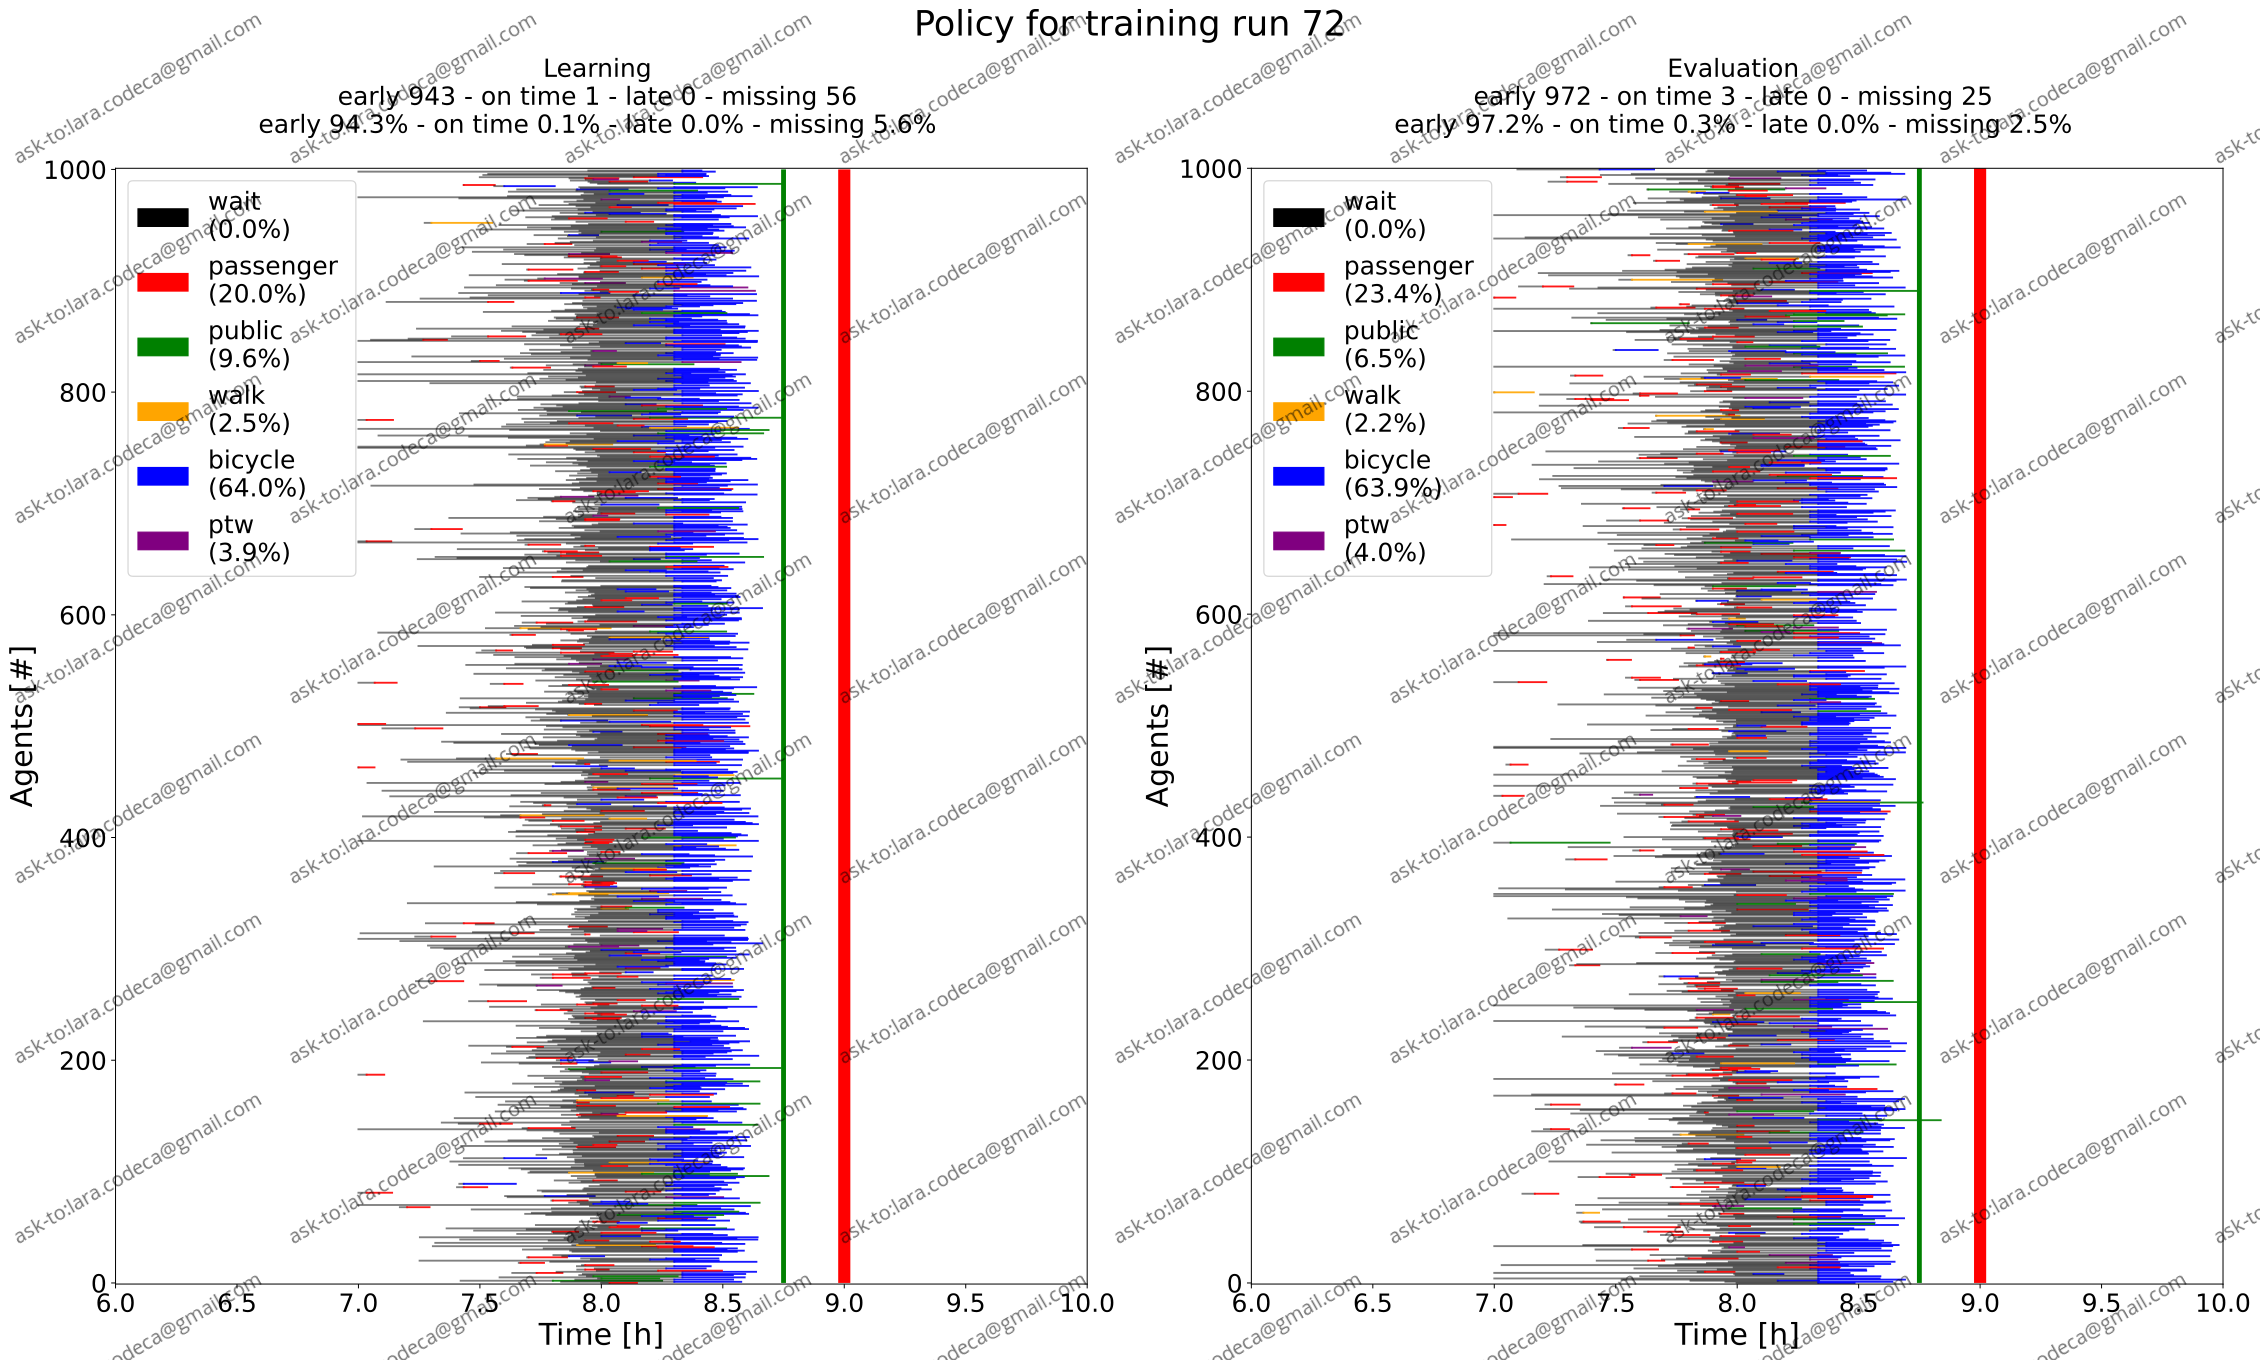 Policy for training run 72
Learning
early 943 - on time 1 - late 0 - missing 56
early 94.3% - on time 0.1% - late 0.0% - missing 5.6%
Agents [#]
1000
800
600
400
200
0
wait
(0.0%)
passenger
(20.0%)
public
(9.6%)
walk
(2.5%)
bicycle
(64.0%)
ptw
(3.9%)
6.0 6.5 7.0 7.5 8.0 8.5 9.0 9.5 10.0
Time [h]
Evaluation
early 972 - on time 3 - late 0 - missing 25
early 97.2% - on time 0.3% - late 0.0% - missing 2.5%
Agents [#]
1000
800
600
400
200
0
wait
(0.0%)
passenger
(23.4%)
public
(6.5%)
walk
(2.2%)
bicycle
(63.9%)
ptw
(4.0%)
6.0 6.5 7.0 7.5 8.0 8.5 9.0 9.5 10.0
Time [h]
ask-to:lara.codeca@gmail.com